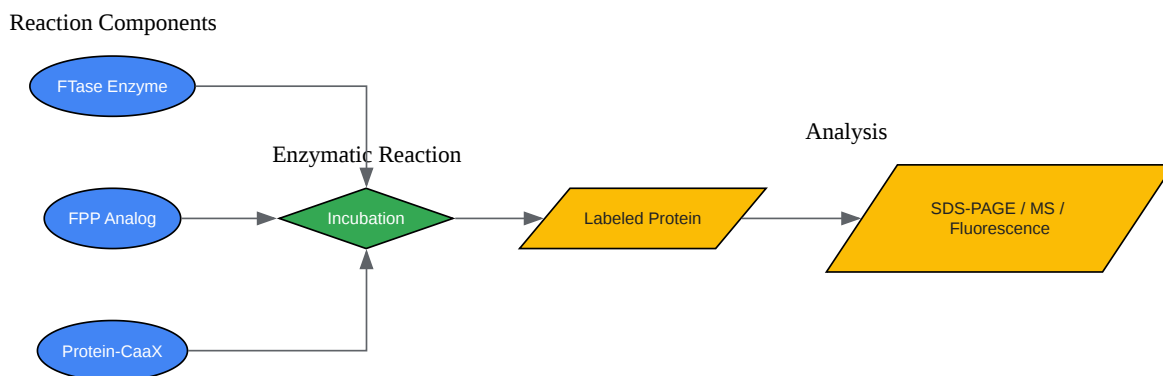 Reaction Components
FTase Enzyme
Analysis
Enzymatic Reaction
FPP Analog
Incubation
Labeled Protein
SDS-PAGE / MS /
Fluorescence
Protein-CaaX